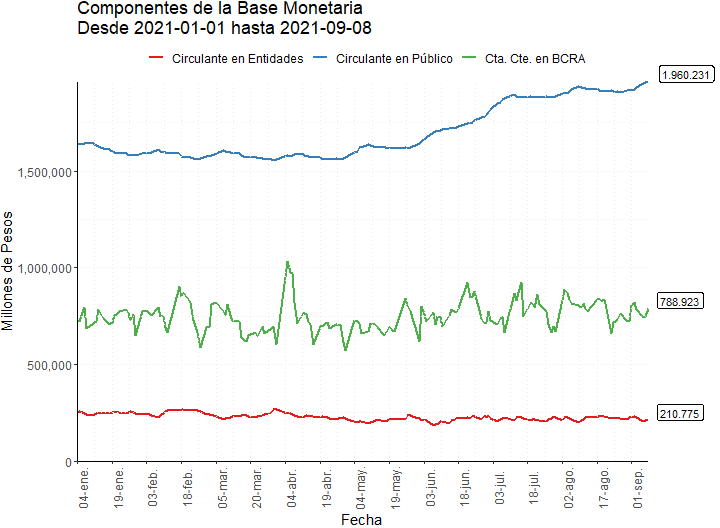 Componentes de la Base Monetaria
Desde 2021-01-01 hasta 2021-09-08
Circulante en Entidades Circulante en Público Cta. Cte. en BCRA
Millones de Pesos
1,500,000
1,000,000
500,000
0
1.960.231
788.923
210.775
04-ene. 19-ene. 03-feb. 18-feb. 05-mar. 20-mar. 04-abr. 19-abr. 04-may. 19-may. 03-jun. 18-jun. 03-jul. 18-jul. 02-ago. 17-ago. 01-sep.
Fecha